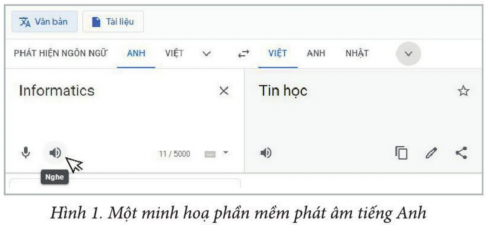 Văn bản Tài liệu
PHÁT HIỆN NGÔN NGỮ ANH VIỆT VIỆT ANH NHẬT
Informatics Tin học
11 / 5000
Nghe
Hình 1. Một minh hoạ phần mềm phát âm tiếng Anh